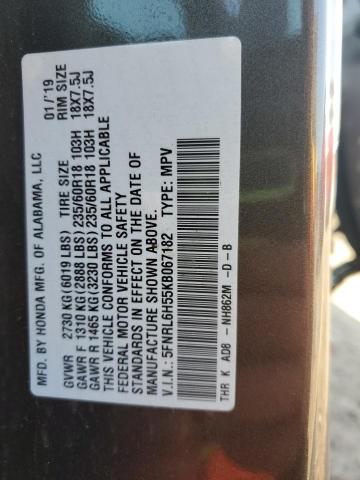 MFD. BY HONDA MFG. OF ALABAMA, LLC 01/'19
TIRE SIZE RIM SIZE
GVWR 2730 KG(6019 LBS)
GAWR F 1310 KG(2888 LBS) 235/60R18 103H 18X7.5J
GAWR R 1465 KG(3230 LBS) 235/60R18 103H 18X7.5J
THIS VEHICLE CONFORMS TO ALL APPLICABLE
FEDERAL MOTOR VEHICLE SAFETY
STANDARDS IN EFFECT ON THE DATE OF
MANUFACTURE SHOWN ABOVE.
V.I.N.: 5FNRL6H55KB067182 TYPE: MPV
THR K AD8 -NH862M -D-B